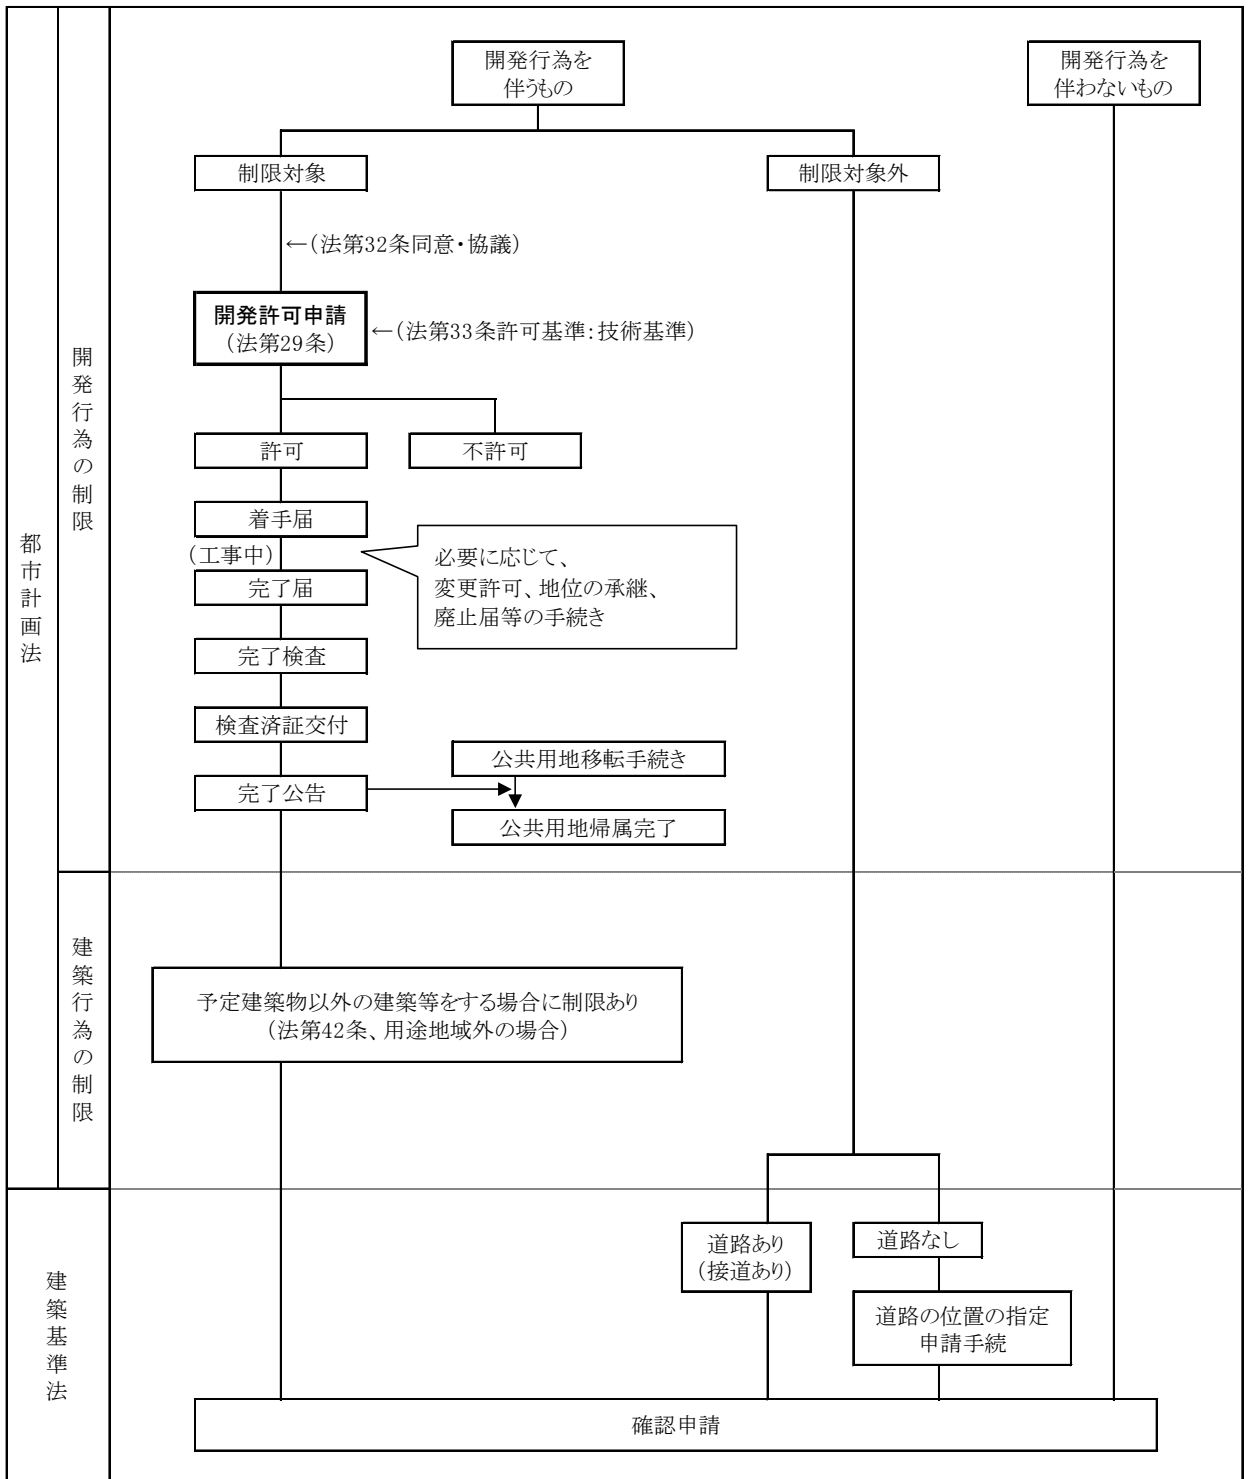 開発行為を
伴うもの
開発行為を
伴わないもの
制限対象
制限対象外
←(法第32条同意・協議)
開発許可申請
(法第29条)
←(法第33条許可基準:技術基準)
許可
不許可
着手届
(工事中)
必要に応じて、
変更許可、地位の承継、
廃止届等の手続き
完了届
完了検査
検査済証交付
公共用地移転手続き
完了公告
公共用地帰属完了
都市計画法
開発行為の制限
建築行為の制限
予定建築物以外の建築等をする場合に制限あり
(法第42条、用途地域外の場合)
建築基準法
道路あり
(接道あり)
道路なし
道路の位置の指定
申請手続
確認申請